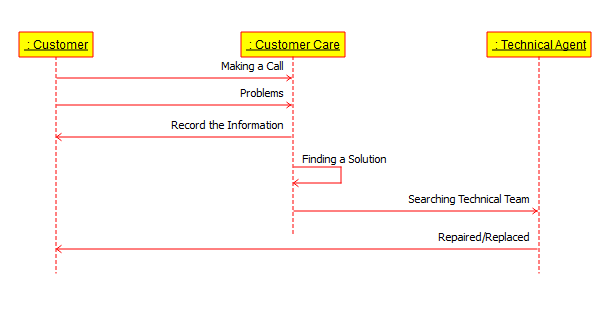 : Customer
: Customer Care
: Technical Agent
Making a Call
Problems
Record the Information
Finding a Solution
Searching Technical Team
Repaired/Replaced